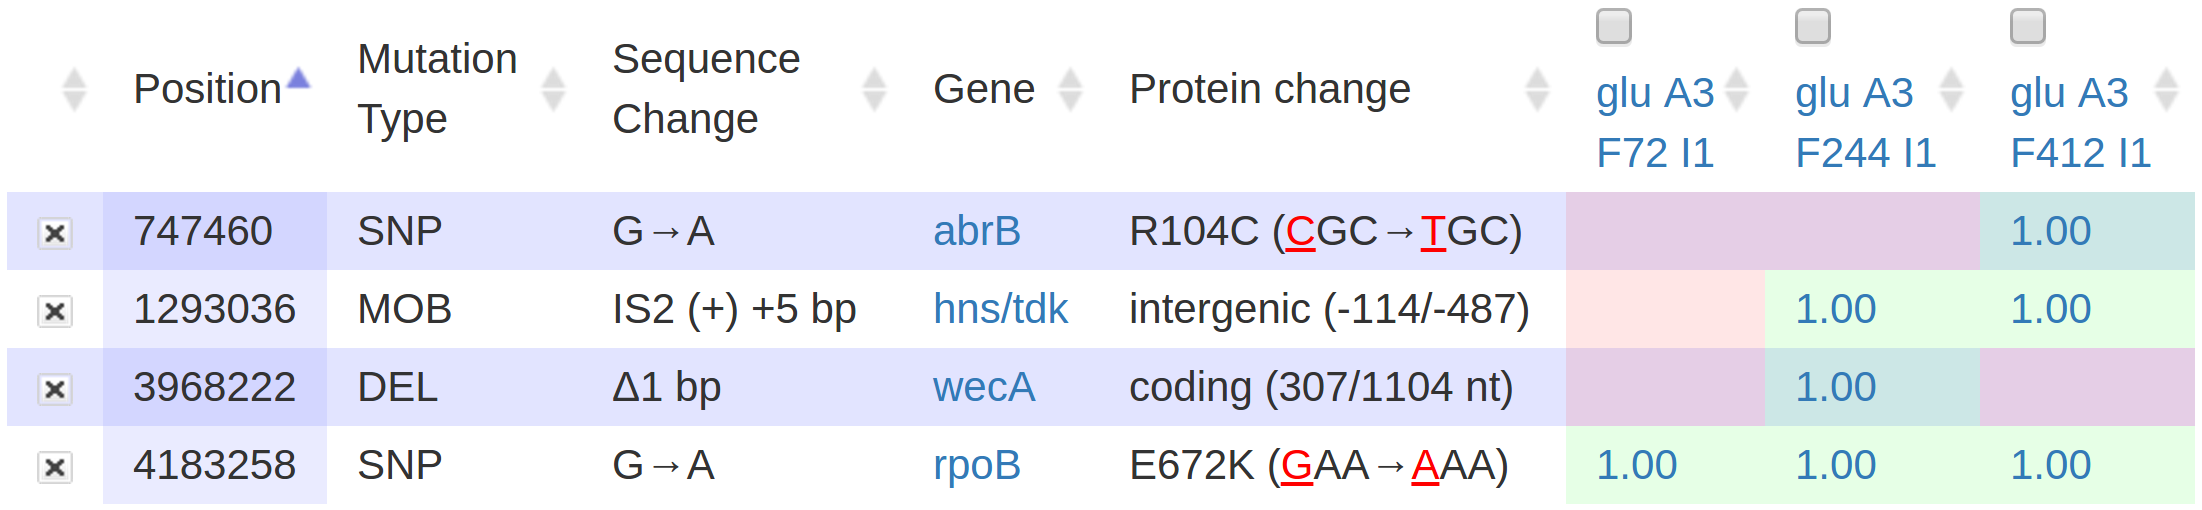 Position Mutation Type Sequence Change Gene Protein change glu A3 F72 I1 glu A3 F244 I1 glu A3 F412 I1
747460 SNP G→A abrB R104C (CGC→TGC) 1.00
1293036 MOB IS2 (+) +5 bp hns/tdk intergenic (-114/-487) 1.00 1.00
3968222 DEL Δ1 bp wecA coding (307/1104 nt) 1.00
4183258 SNP G→A rpoB E672K (GAA→AAA) 1.00 1.00 1.00